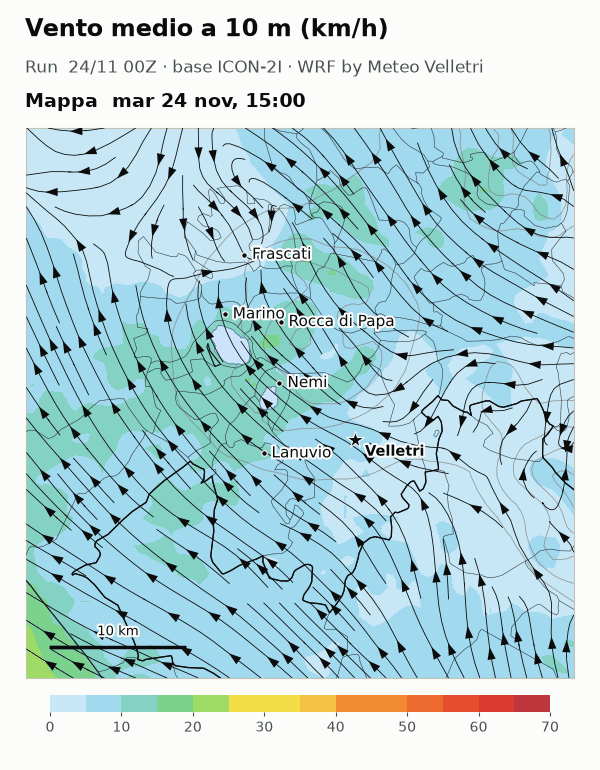 Vento medio a 10 m (km/h)
Run 24/11 00Z · base ICON-2I · WRF by Meteo Velletri
Mappa mar 24 nov, 15:00
Frascati
Marino
Rocca di Papa
Nemi
Velletri
Lanuvio
10 km
0 10 20 30 40 50 60 70